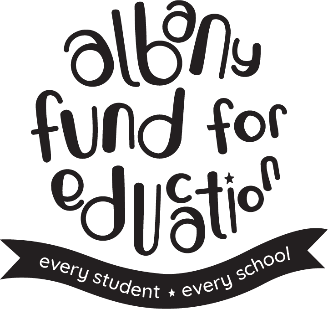 albany
fund for
education
every student ★ every school